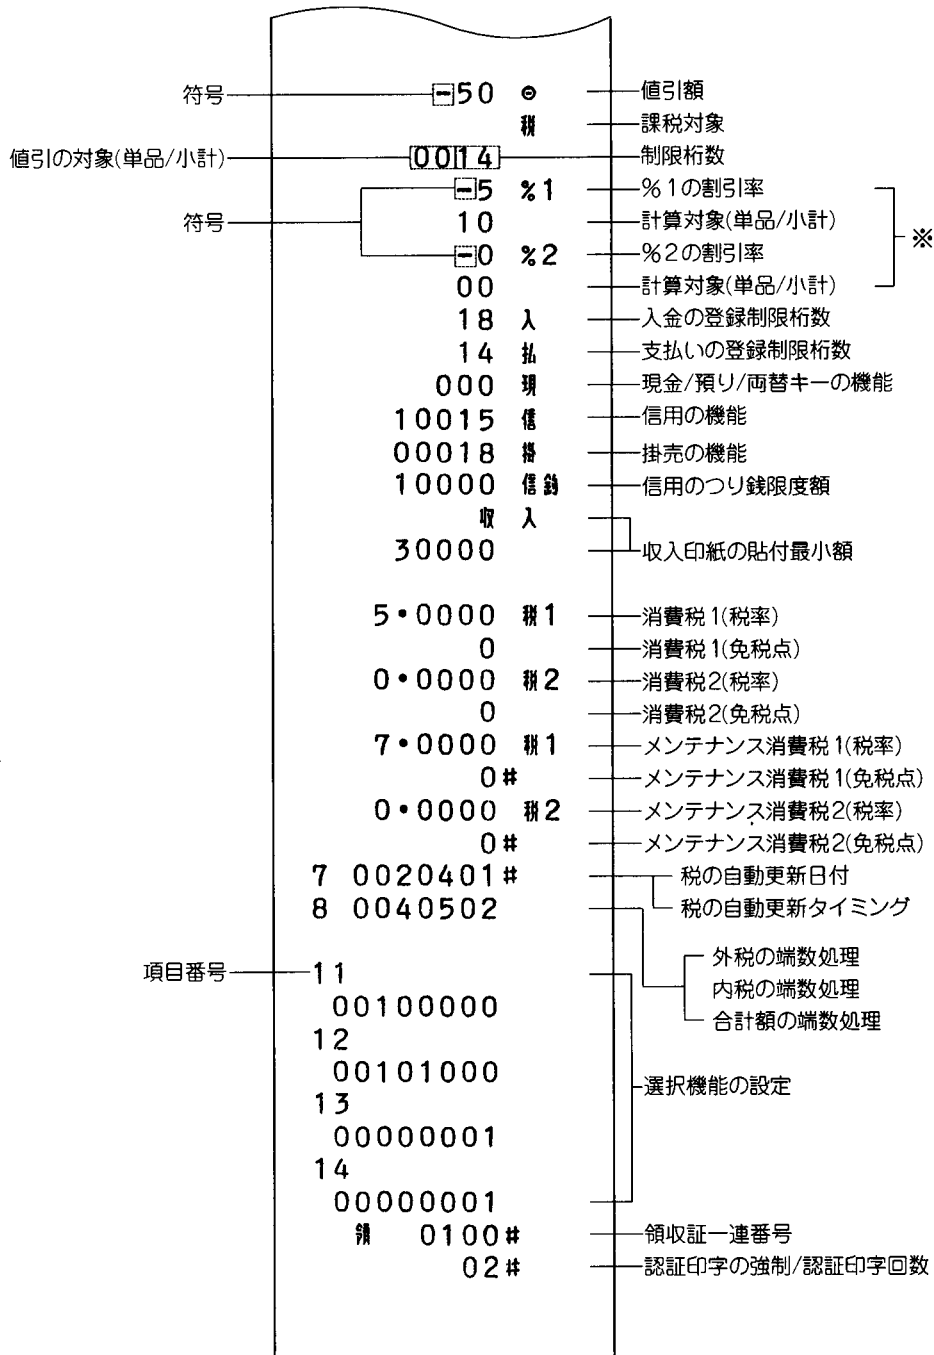 符号 -50 ⊖ 値引額
税 課税対象
値引の対象(単品/小計) 0014 制限桁数
-5 %1 %1の割引率
符号 10 計算対象(単品/小計) ※
-0 %2 %2の割引率
00 計算対象(単品/小計)
18 入 入金の登録制限桁数
14 払 支払いの登録制限桁数
000 現 現金/預り/両替キーの機能
10015 信 信用の機能
00018 掛 掛売の機能
10000 信釣 信用のつり銭限度額
収 入
30000 収入印紙の貼付最小額
5・0000 税1 消費税1(税率)
0 消費税1(免税点)
0・0000 税2 消費税2(税率)
0 消費税2(免税点)
7・0000 税1 メンテナンス消費税1(税率)
0# メンテナンス消費税1(免税点)
0・0000 税2 メンテナンス消費税2(税率)
0# メンテナンス消費税2(免税点)
7 0020401# 税の自動更新日付
8 0040502 税の自動更新タイミング
外税の端数処理
項目番号 11
内税の端数処理
00100000
合計額の端数処理
12
00101000
選択機能の設定
13
00000001
14
00000001
領 0100# 領収証一連番号
02# 認証印字の強制/認証印字回数